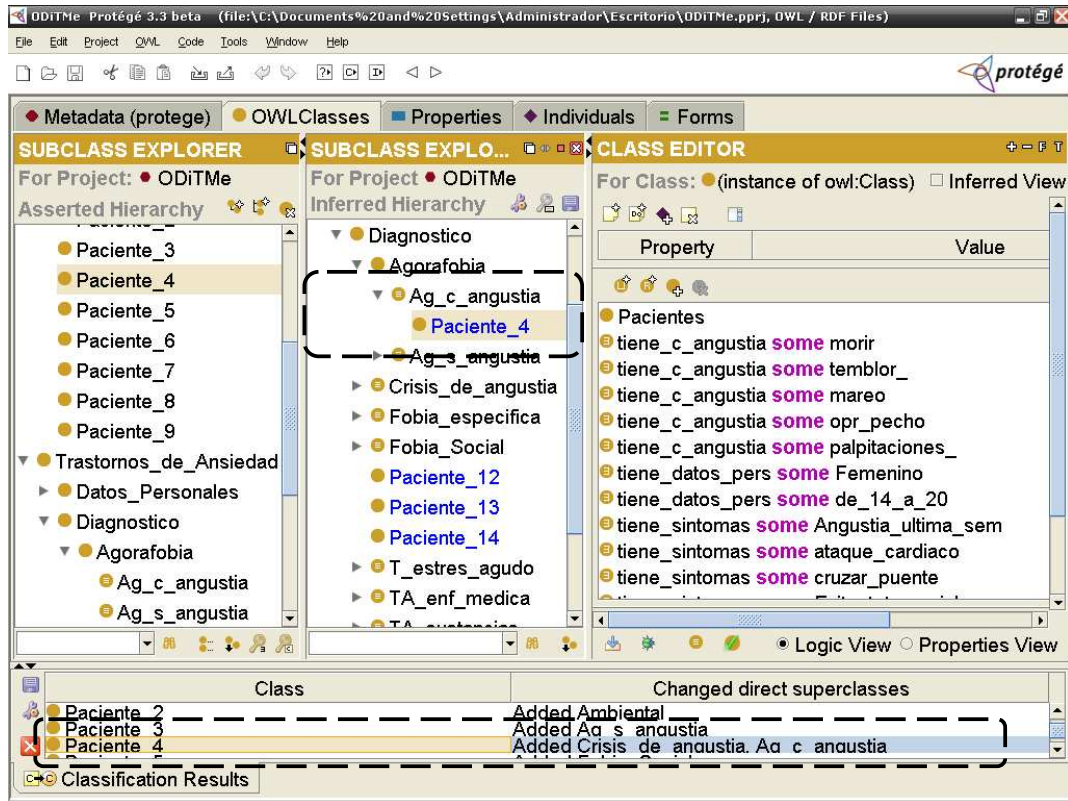 ODiTMe Protégé 3.3 beta (file:\C:\Documents%20and%20Settings\Administrador\Escritorio\ODiTMe.pprj, OWL / RDF Files)
File Edit Project OWL Code Tools Window Help
protégé
Metadata (protege) OWLClasses Properties Individuals Forms
SUBCLASS EXPLORER
For Project: ODiTMe
Asserted Hierarchy
Paciente_3
Paciente_4
Paciente_5
Paciente_6
Paciente_7
Paciente_8
Paciente_9
Trastornos_de_Ansiedad
Datos_Personales
Diagnostico
Agorafobia
Ag_c_angustia
Ag_s_angustia
SUBCLASS EXPLO...
For Project ODiTMe
Inferred Hierarchy
Diagnostico
Agorafobia
Ag_c_angustia
Paciente_4
Ag_s_angustia
Crisis_de_angustia
Fobia_especifica
Fobia_Social
Paciente_12
Paciente_13
Paciente_14
T_estres_agudo
TA_enf_medica
CLASS EDITOR
For Class: (instance of owl:Class) Inferred View
Property Value
Pacientes
tiene_c_angustia some morir
tiene_c_angustia some temblor_
tiene_c_angustia some mareo
tiene_c_angustia some opr_pecho
tiene_c_angustia some palpitaciones_
tiene_datos_pers some Femenino
tiene_datos_pers some de_14_a_20
tiene_sintomas some Angustia_ultima_sem
tiene_sintomas some ataque_cardiaco
tiene_sintomas some cruzar_puente
Logic View Properties View
Class Changed direct superclasses
Paciente_2 Added Ambiental
Paciente_3 Added Ag_s_angustia
Paciente_4 Added Crisis_de_angustia, Ag_c_angustia
Classification Results